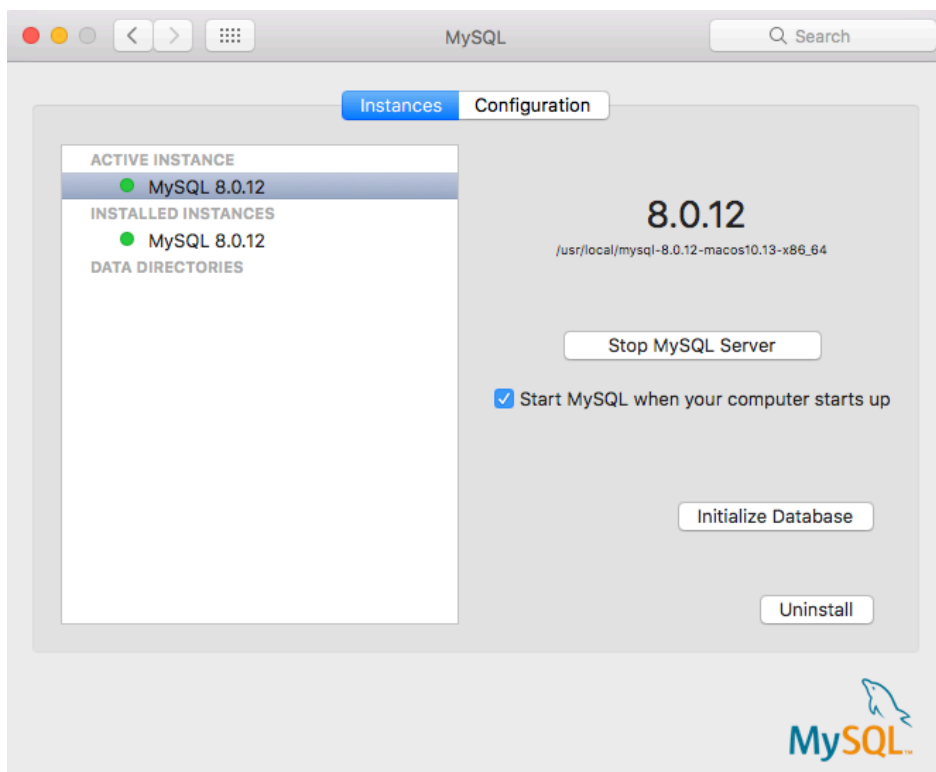 MySQL
Search
Instances
Configuration
ACTIVE INSTANCE
MySQL 8.0.12
INSTALLED INSTANCES
MySQL 8.0.12
DATA DIRECTORIES
8.0.12
/usr/local/mysql-8.0.12-macos10.13-x86_64
Stop MySQL Server
Start MySQL when your computer starts up
Initialize Database
Uninstall
MySQL™